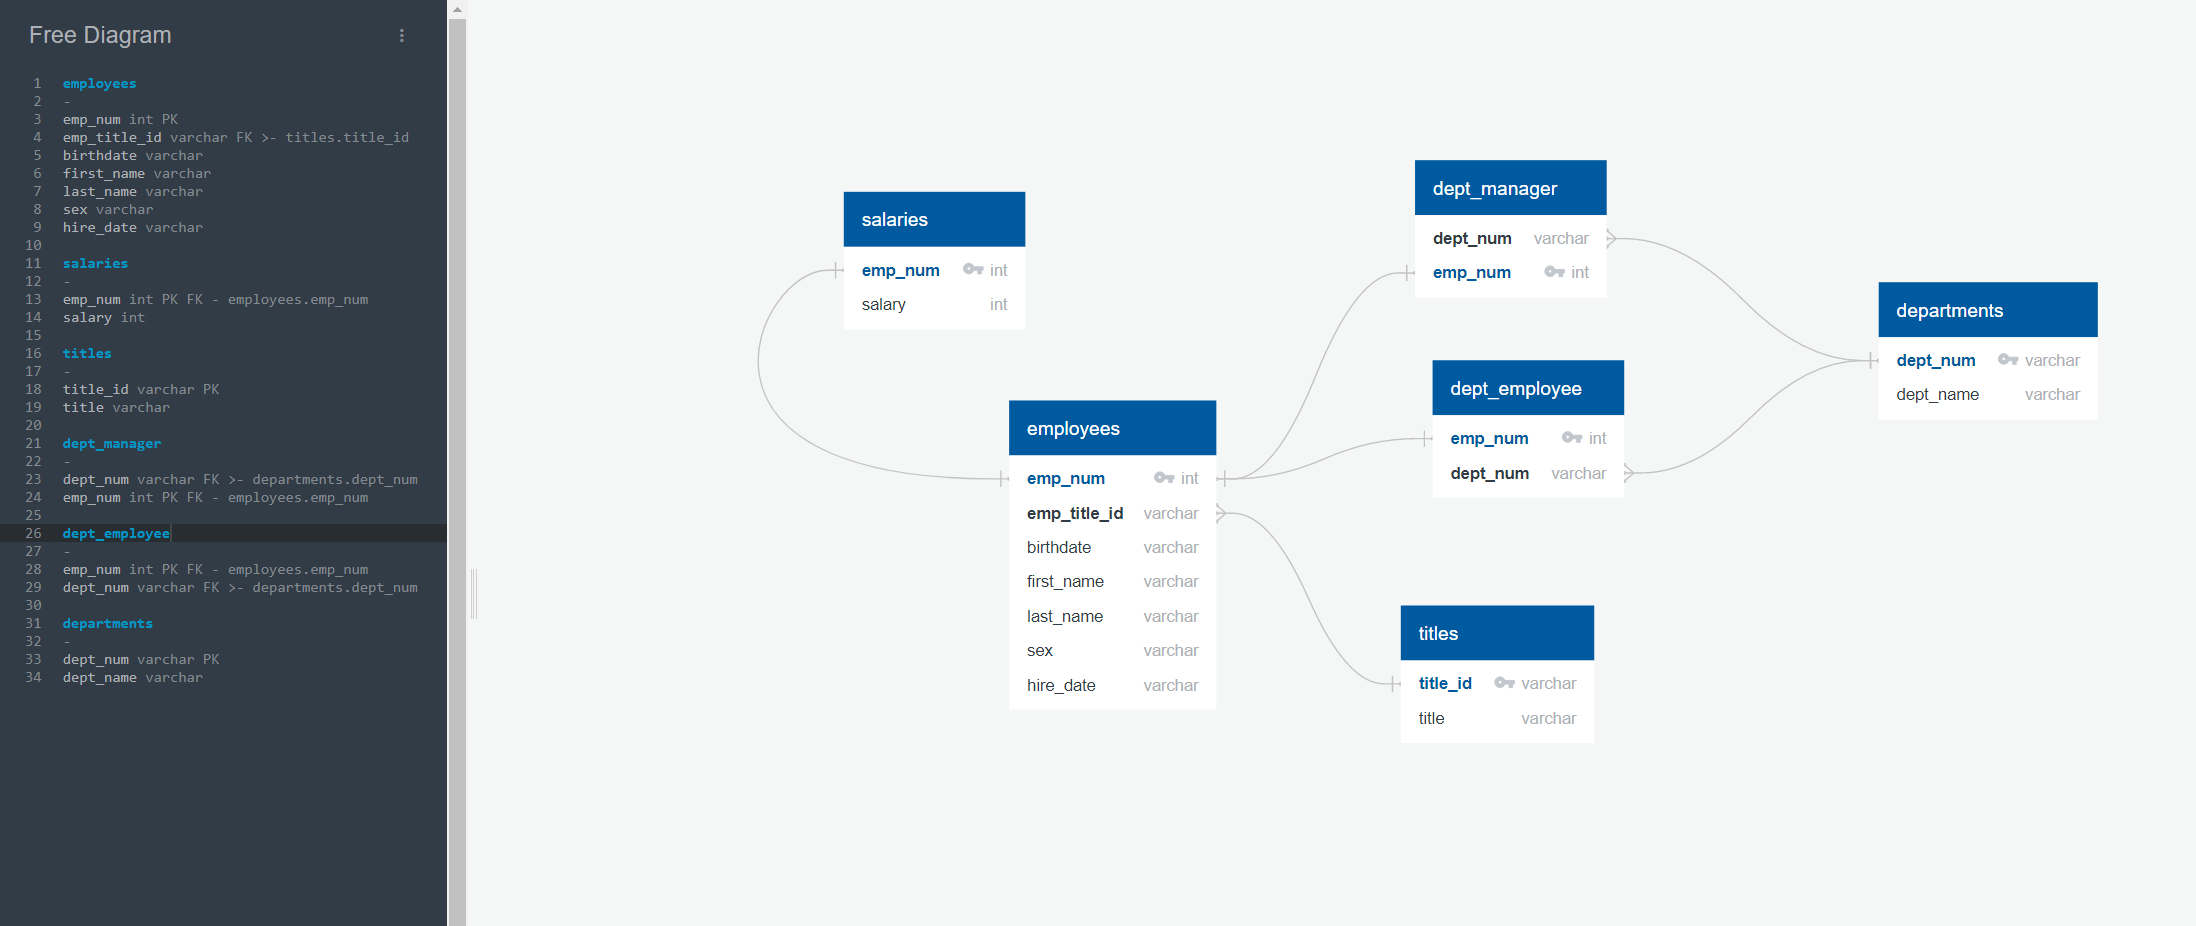 Free Diagram
1 employees
2 -
3 emp_num int PK
4 emp_title_id varchar FK >- titles.title_id
5 birthdate varchar
6 first_name varchar
7 last_name varchar
8 sex varchar
9 hire_date varchar
10
11 salaries
12 -
13 emp_num int PK FK - employees.emp_num
14 salary int
15
16 titles
17 -
18 title_id varchar PK
19 title varchar
20
21 dept_manager
22 -
23 dept_num varchar FK >- departments.dept_num
24 emp_num int PK FK - employees.emp_num
25
26 dept_employee
27 -
28 emp_num int PK FK - employees.emp_num
29 dept_num varchar FK >- departments.dept_num
30
31 departments
32 -
33 dept_num varchar PK
34 dept_name varchar
salaries
emp_num int
salary int
employees
emp_num int
emp_title_id varchar
birthdate varchar
first_name varchar
last_name varchar
sex varchar
hire_date varchar
dept_manager
dept_num varchar
emp_num int
dept_employee
emp_num int
dept_num varchar
titles
title_id varchar
title varchar
departments
dept_num varchar
dept_name varchar